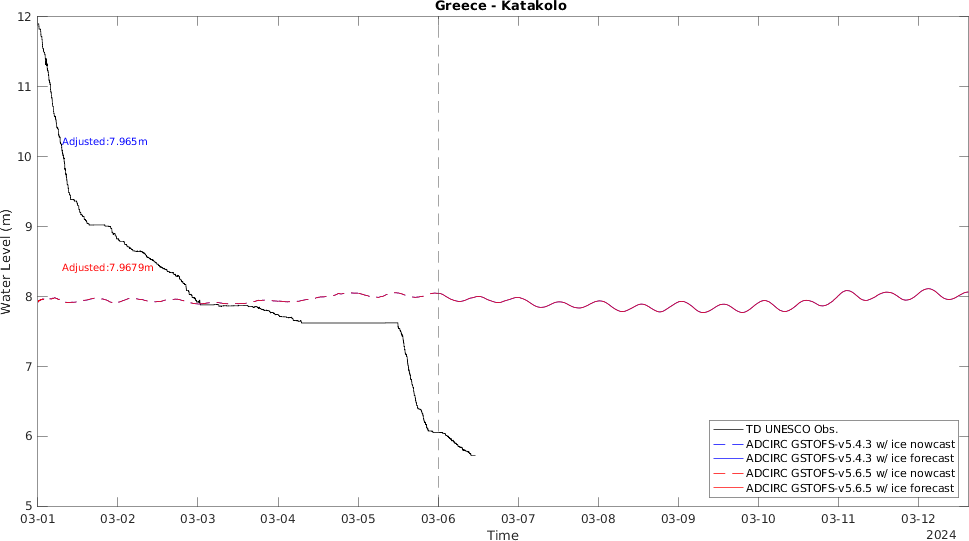 Greece - Katakolo
12
11
10
9
8
7
6
5
Water Level (m)
Adjusted:7.965m
Adjusted:7.9679m
TD UNESCO Obs.
ADCIRC GSTOFS-v5.4.3 w/ ice nowcast
ADCIRC GSTOFS-v5.4.3 w/ ice forecast
ADCIRC GSTOFS-v5.6.5 w/ ice nowcast
ADCIRC GSTOFS-v5.6.5 w/ ice forecast
03-01 03-02 03-03 03-04 03-05 03-06 03-07 03-08 03-09 03-10 03-11 03-12
Time
2024